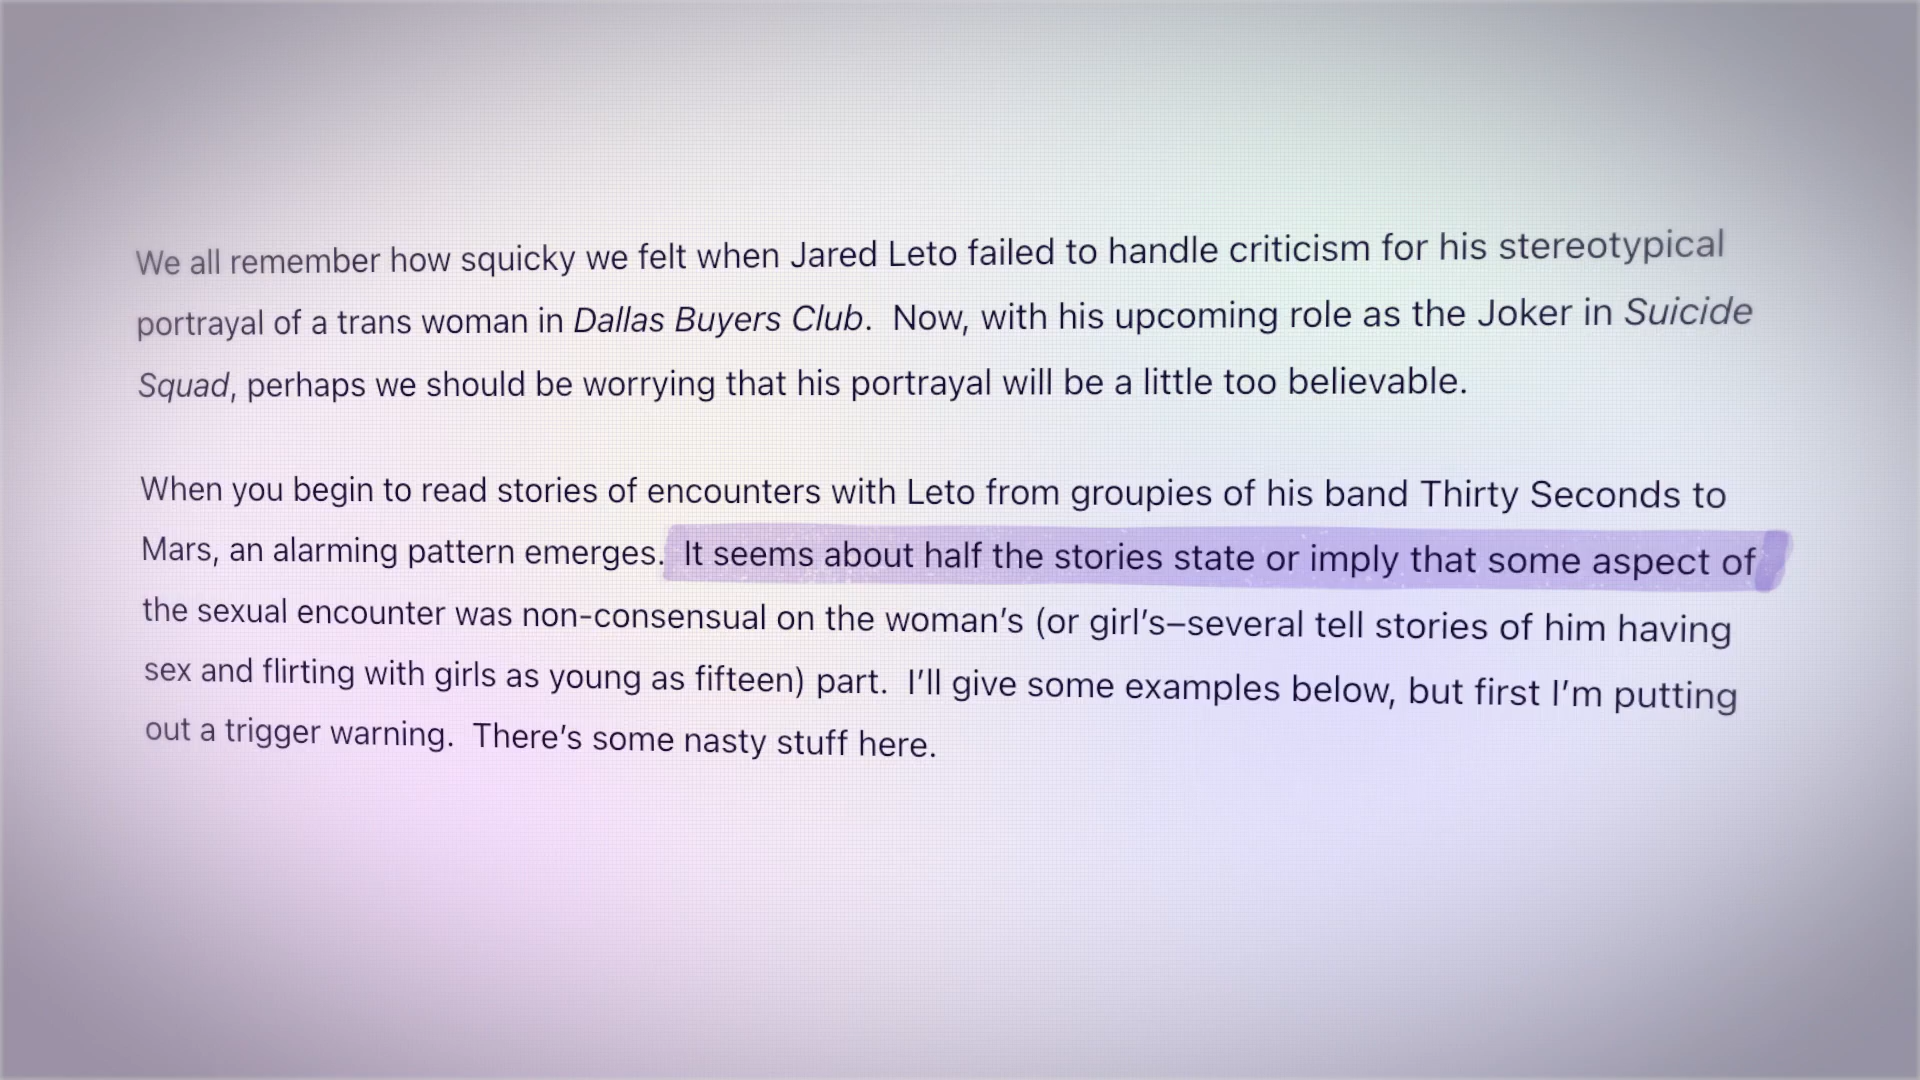 We all remember how squicky we felt when Jared Leto failed to handle criticism for his stereotypical
portrayal of a trans woman in Dallas Buyers Club.  Now, with his upcoming role as the Joker in Suicide
Squad, perhaps we should be worrying that his portrayal will be a little too believable.
When you begin to read stories of encounters with Leto from groupies of his band Thirty Seconds to
Mars, an alarming pattern emerges.  It seems about half the stories state or imply that some aspect of
the sexual encounter was non-consensual on the woman's (or girl's–several tell stories of him having
sex and flirting with girls as young as fifteen) part.  I'll give some examples below, but first I'm putting
out a trigger warning.  There's some nasty stuff here.